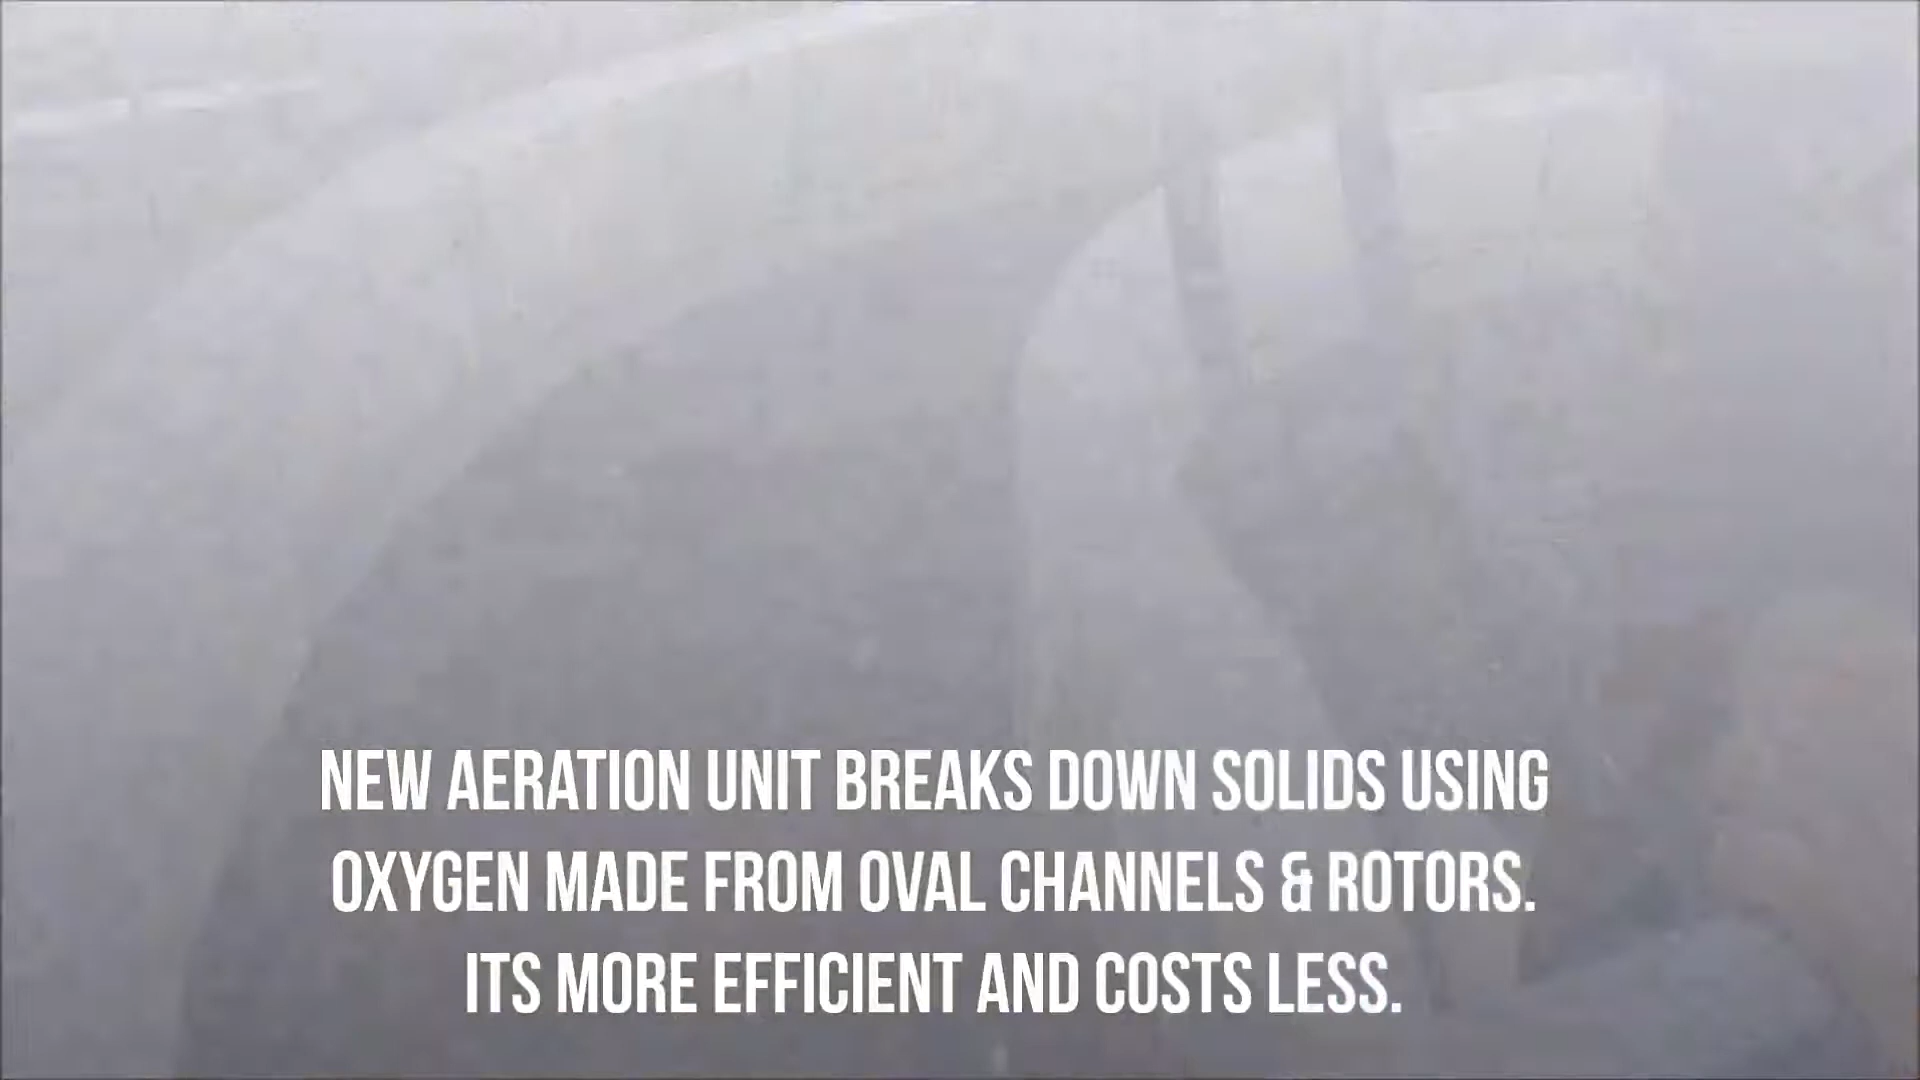 NEW AERATION UNIT BREAKS DOWN SOLIDS USING
OXYGEN MADE FROM OVAL CHANNELS & ROTORS.
ITS MORE EFFICIENT AND COSTS LESS.